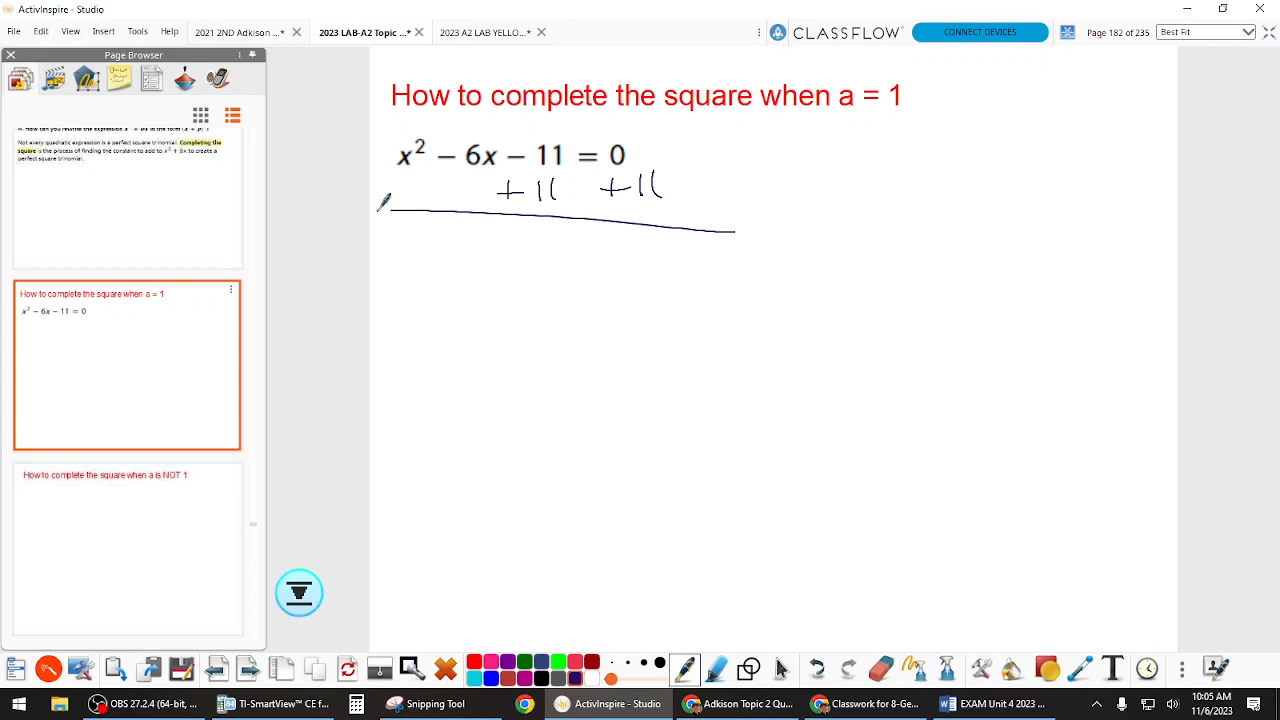 ActivInspire - Studio
File Edit View Insert Tools Help
2021 2ND Adkison ...*
2023 LAB-A2 Topic ...*
2023 A2 LAB YELLO...*
CLASSFLOW
CONNECT DEVICES
Page 182 of 235
Best Fit
Page Browser
Not every quadratic expression is a perfect square trinomial. Completing the
square is the process of finding the constant to add to x² + bx to create a
perfect square trinomial.
How to complete the square when a = 1
x² − 6x − 11 = 0
How to complete the square when a is NOT 1
How to complete the square when a = 1
x² − 6x − 11 = 0
+ 11 + 11
OBS 27.2.4 (64-bit, ...
TI-SmartView™ CE f...
Snipping Tool
ActivInspire - Studio
Adkison Topic 2 Qu...
Classwork for 8-Ge...
EXAM Unit 4 2023 ...
10:05 AM
11/6/2023